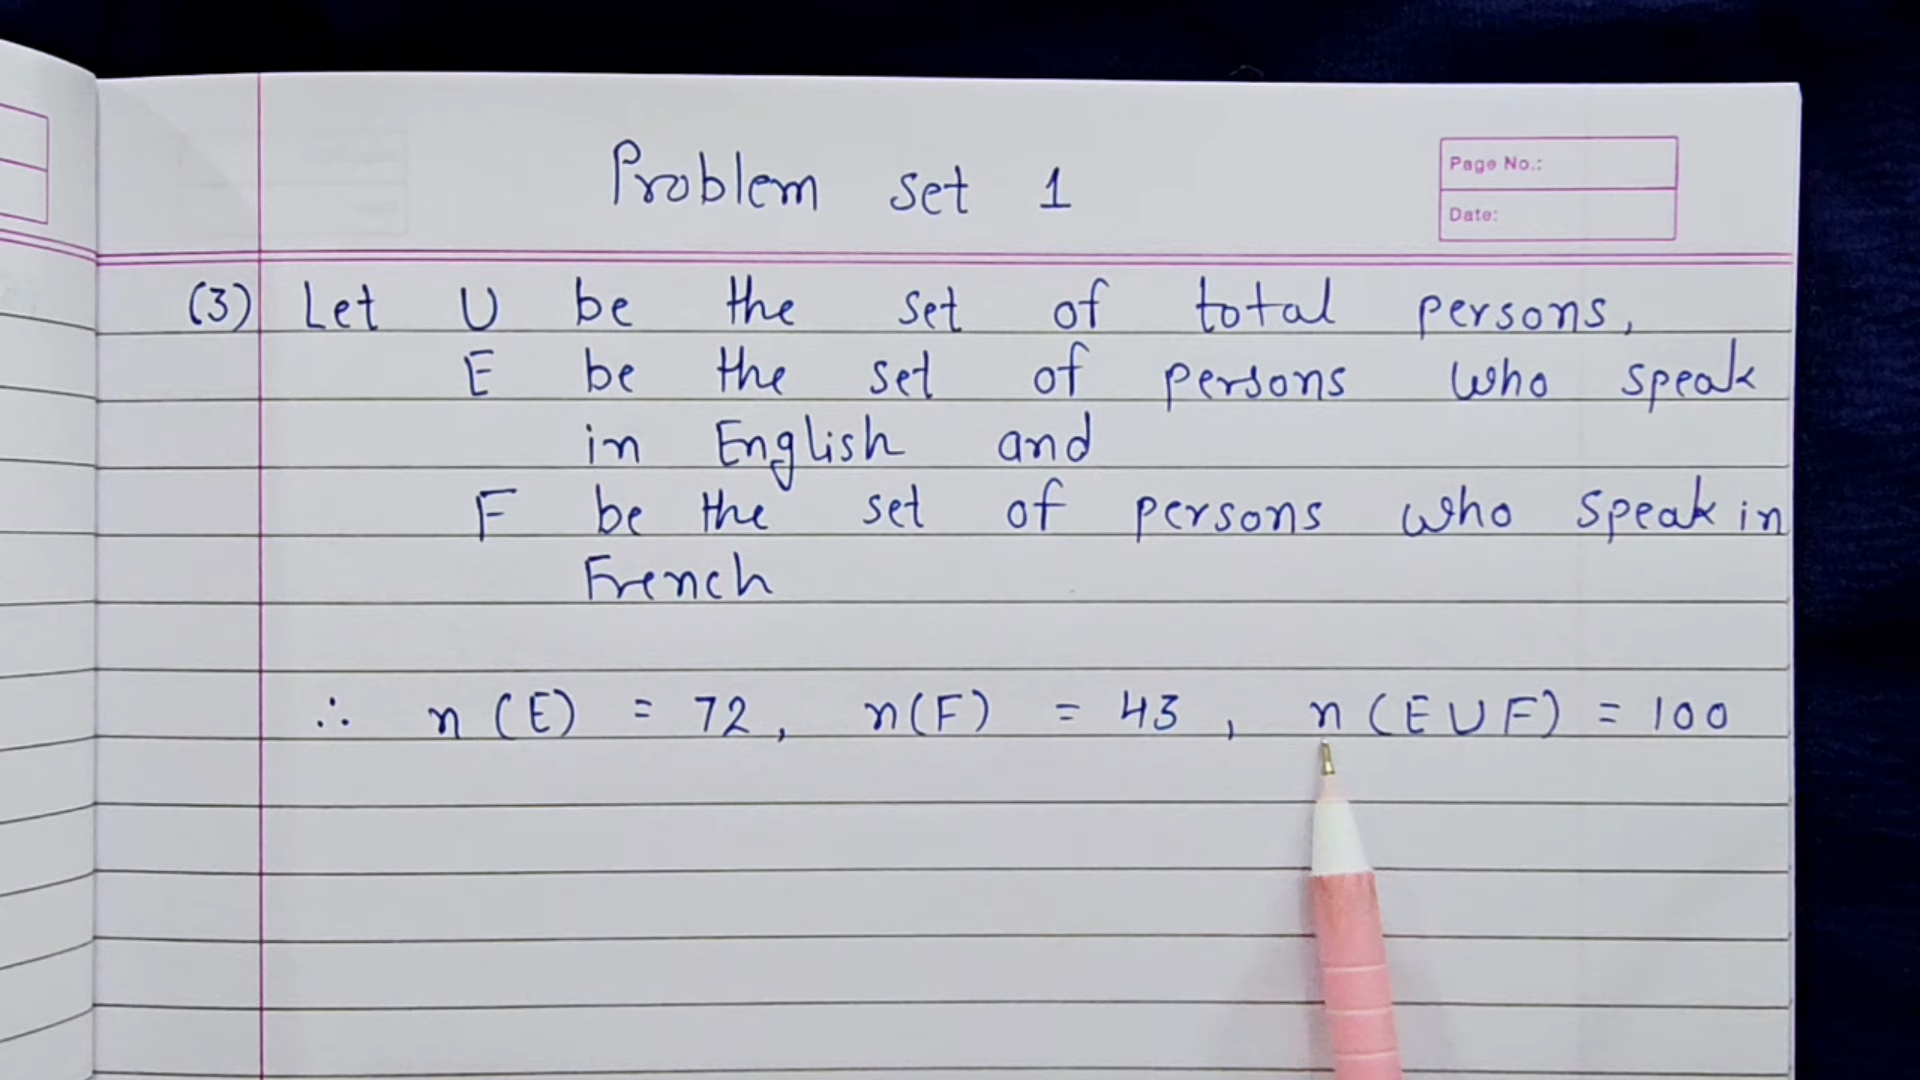 Problem set 1
Page No.:
Date:
(3) Let U be the set of total persons,
E be the set of persons who speak
in English and
F be the set of persons who speak in
French
∴ n (E) = 72, n(F) = 43, n (E U F) = 100